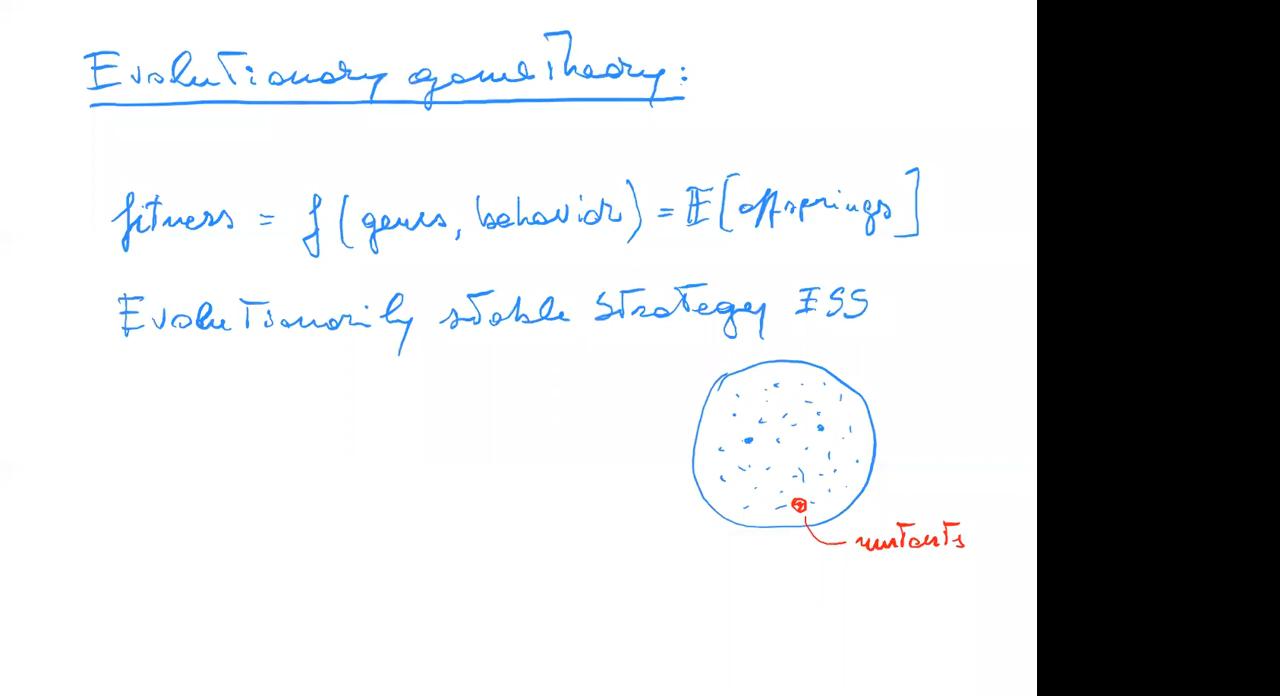 Evolutionary game Theory:
fitness = f(genes, behavior) = 𝔼[offsprings]
Evolutionarily stable strategy ESS
mutants